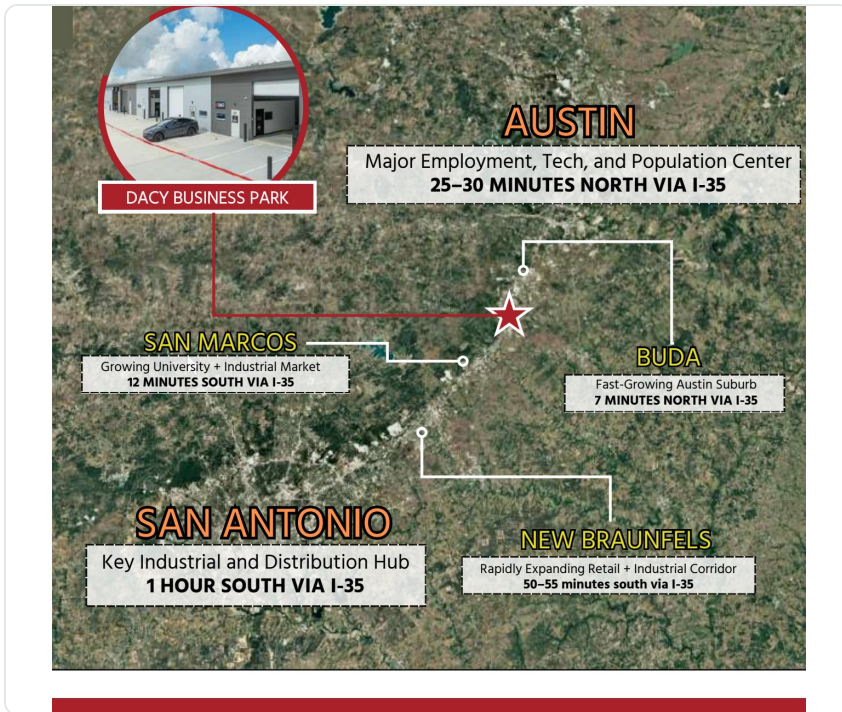 AUSTIN
Major Employment, Tech, and Population Center
25–30 MINUTES NORTH VIA I-35
DACY BUSINESS PARK
SAN MARCOS
Growing University + Industrial Market
12 MINUTES SOUTH VIA I-35
BUDA
Fast-Growing Austin Suburb
7 MINUTES NORTH VIA I-35
SAN ANTONIO
Key Industrial and Distribution Hub
1 HOUR SOUTH VIA I-35
NEW BRAUNFELS
Rapidly Expanding Retail + Industrial Corridor
50–55 minutes south via I-35